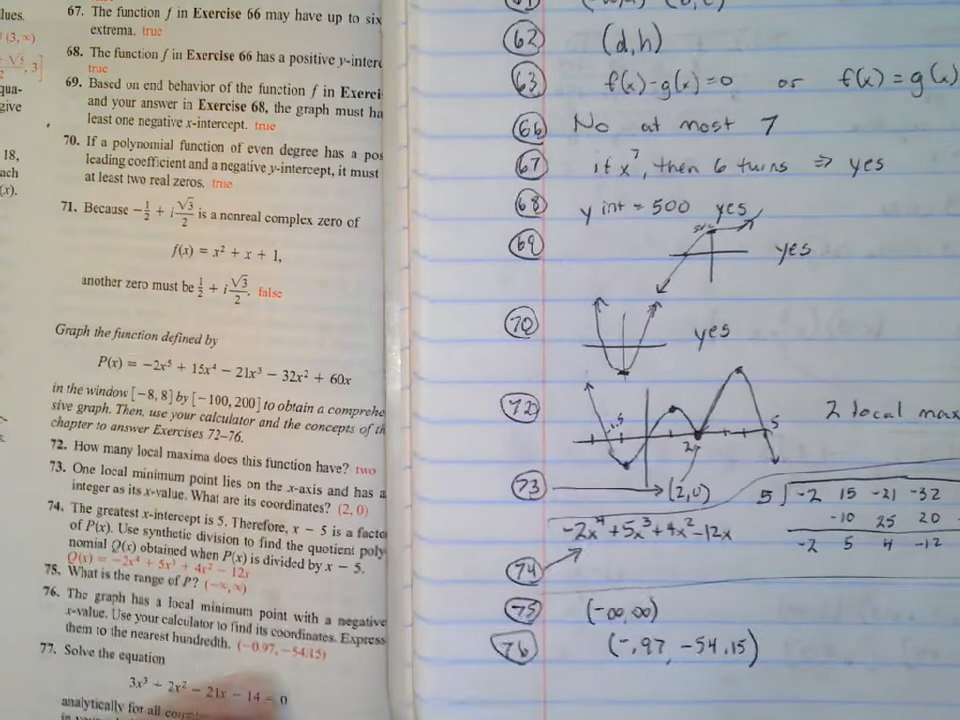 lues.
(3, ∞)
, 3]
qua-
give
18,
ach
(x).
67. The function f in Exercise 66 may have up to six
extrema. true
68. The function f in Exercise 66 has a positive y-interc
true
69. Based on end behavior of the function f in Exerci
and your answer in Exercise 68, the graph must ha
least one negative x-intercept. true
70. If a polynomial function of even degree has a pos
leading coefficient and a negative y-intercept, it must
at least two real zeros. true
71. Because −1/2 + i√3/2 is a nonreal complex zero of
f(x) = x² + x + 1,
another zero must be 1/2 + i√3/2. false
Graph the function defined by
P(x) = −2x⁵ + 15x⁴ − 21x³ − 32x² + 60x
in the window [−8, 8] by [−100, 200] to obtain a comprehe
sive graph. Then, use your calculator and the concepts of th
chapter to answer Exercises 72–76.
72. How many local maxima does this function have? two
73. One local minimum point lies on the x-axis and has a
integer as its x-value. What are its coordinates? (2, 0)
74. The greatest x-intercept is 5. Therefore, x − 5 is a facto
of P(x). Use synthetic division to find the quotient poly
nomial Q(x) obtained when P(x) is divided by x − 5.
Q(x) = −2x⁴ + 5x³ + 4x² − 12x
75. What is the range of P? (−∞, ∞)
76. The graph has a local minimum point with a negative
x-value. Use your calculator to find its coordinates. Express
them to the nearest hundredth. (−0.97, −54.15)
77. Solve the equation
3x³ + 2x² − 21x − 14 = 0
analytically for all
62 (d,h)
63 f(x)-g(x)=0 or f(x)=g(x)
66 No at most 7
67 if x⁷, then 6 turns ⇒ yes
68 y int = 500 yes
69 yes
70 yes
72 -1.5 2 5 2 local max
73 → (2,0)
5 -2 15 -21 -32
-10 25 20
-2 5 4 -12
-2x⁴+5x³+4x²-12x
74
75 (-∞,∞)
76 (-.97, -54.15)